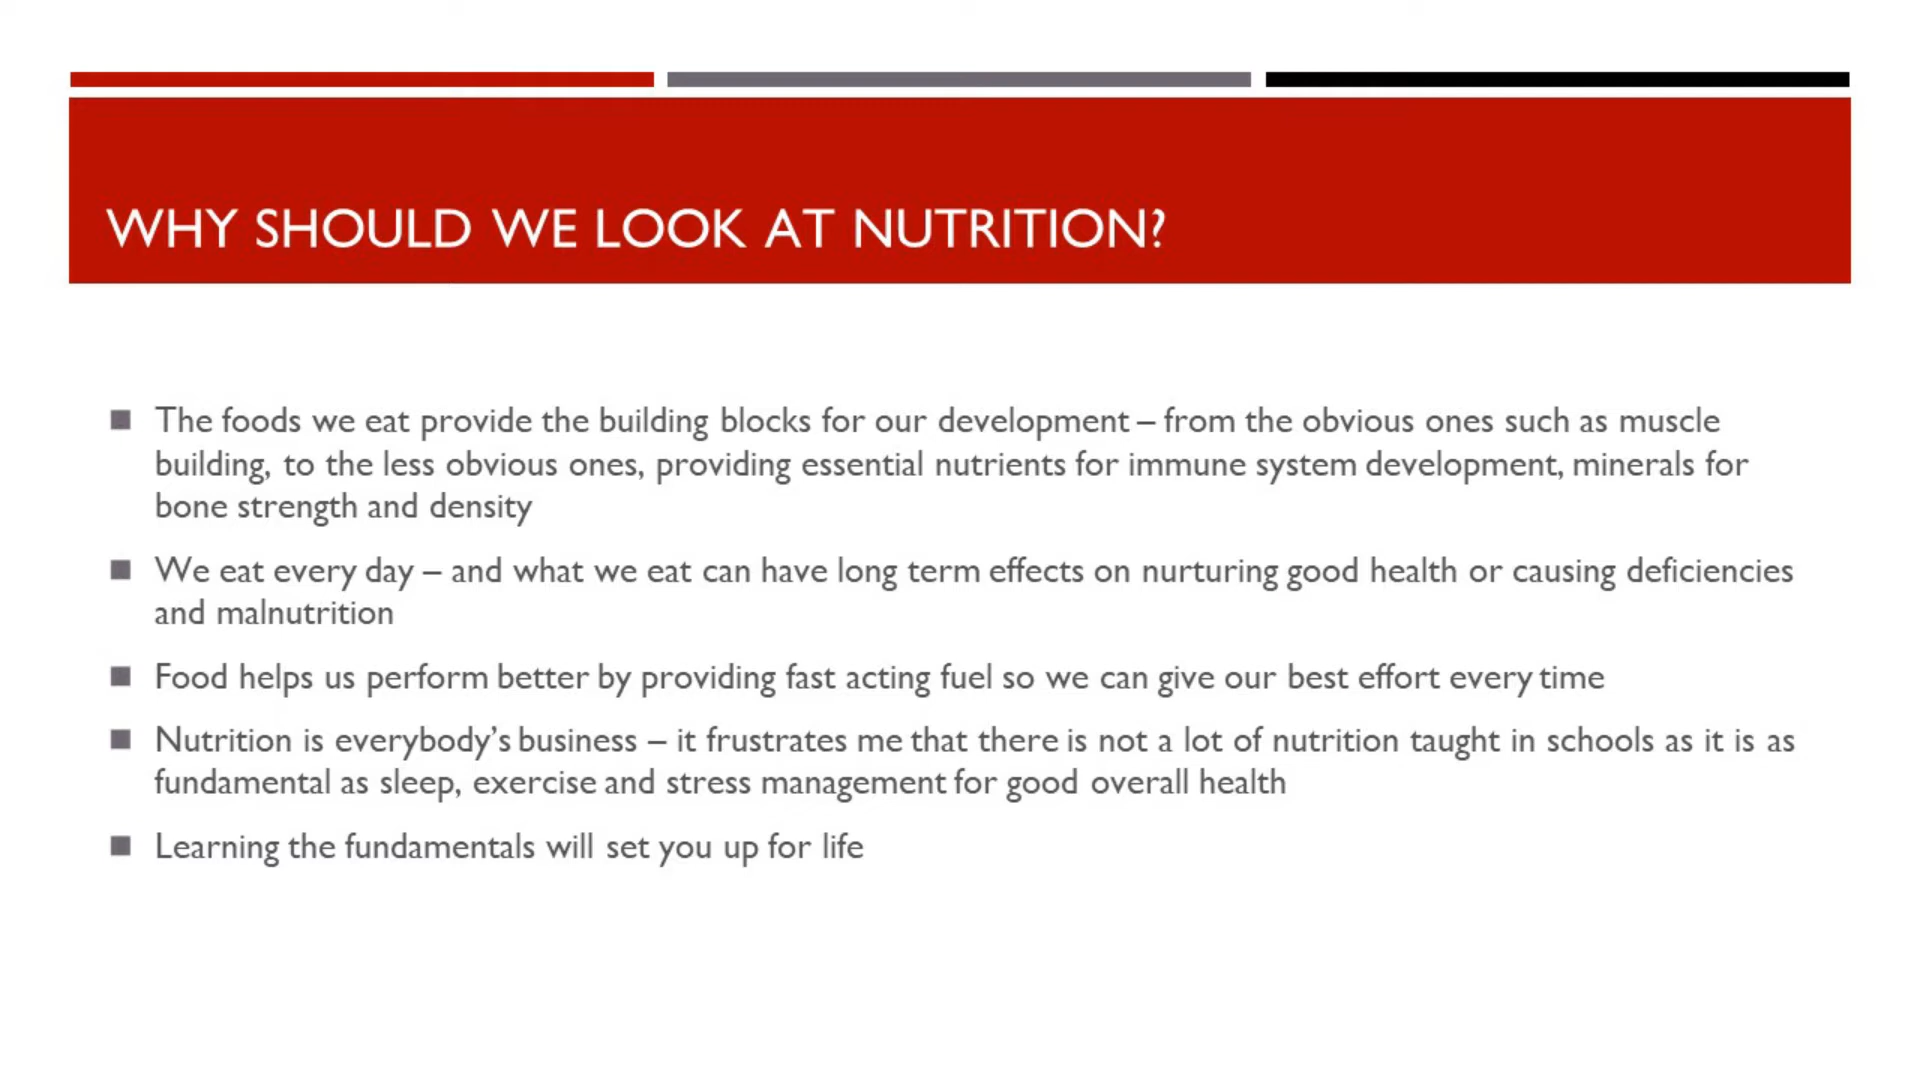 WHY SHOULD WE LOOK AT NUTRITION?
The foods we eat provide the building blocks for our development – from the obvious ones such as muscle
building, to the less obvious ones, providing essential nutrients for immune system development, minerals for
bone strength and density
We eat every day – and what we eat can have long term effects on nurturing good health or causing deficiencies
and malnutrition
Food helps us perform better by providing fast acting fuel so we can give our best effort every time
Nutrition is everybody’s business – it frustrates me that there is not a lot of nutrition taught in schools as it is as
fundamental as sleep, exercise and stress management for good overall health
Learning the fundamentals will set you up for life